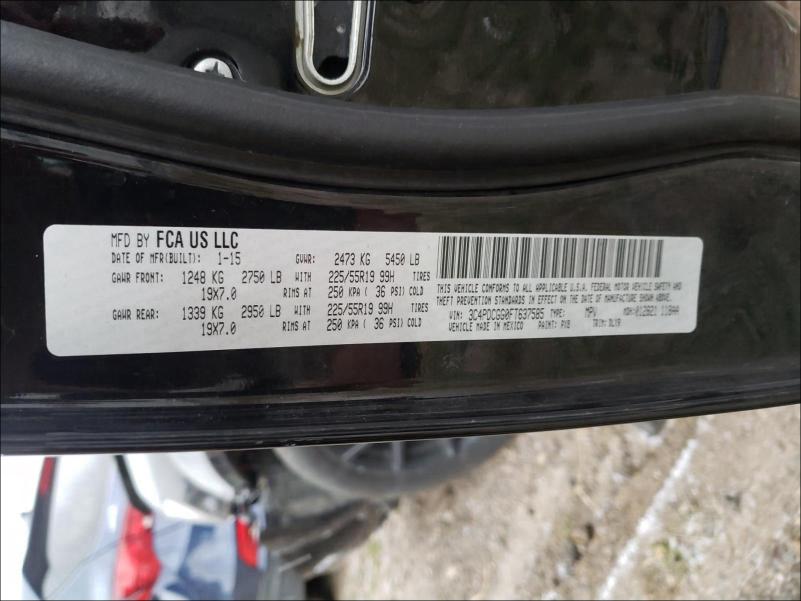 MFD BY FCA US LLC
DATE OF MFR(BUILT): 1-15 GVWR: 2473 KG 5450 LB
GAWR FRONT: 1248 KG 2750 LB WITH 225/55R19 99H TIRES
19X7.0 RIMS AT 250 KPA ( 36 PSI) COLD
GAWR REAR: 1339 KG 2950 LB WITH 225/55R19 99H TIRES
19X7.0 RIMS AT 250 KPA ( 36 PSI) COLD
THIS VEHICLE CONFORMS TO ALL APPLICABLE U.S.A. FEDERAL MOTOR VEHICLE SAFETY AND
THEFT PREVENTION STANDARDS IN EFFECT ON THE DATE OF MANUFACTURE SHOWN ABOVE.
VIN: 3C4PDCGG0FT637585 TYPE: MPV MDH:
VEHICLE MADE IN MEXICO PAINT: PX8 TRIM: DLX9